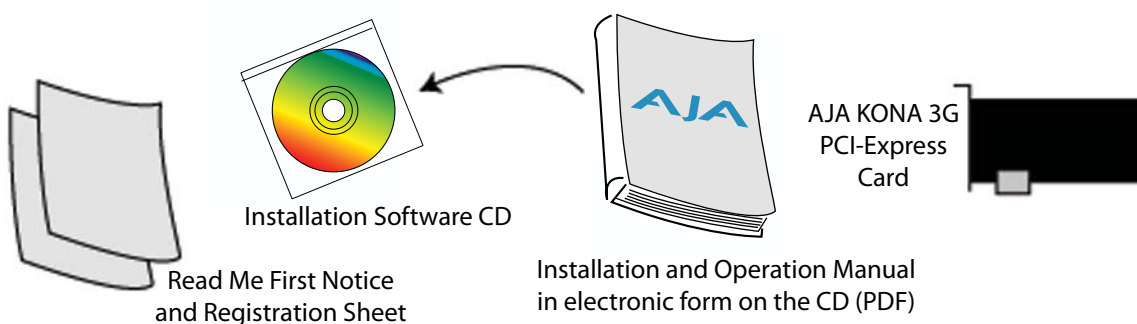 AJA
AJA KONA 3G
PCI-Express
Card
Installation Software CD
Read Me First Notice
and Registration Sheet
Installation and Operation Manual
in electronic form on the CD (PDF)